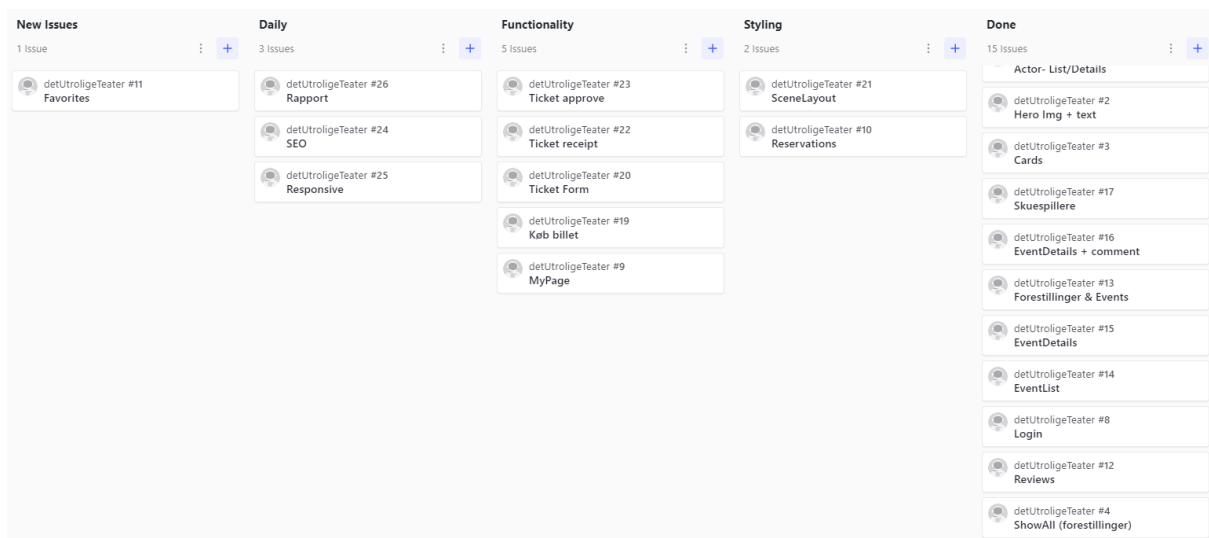 New Issues
1 Issue
detUtroligeTeater #11
Favorites
Daily
3 Issues
detUtroligeTeater #26
Rapport
detUtroligeTeater #24
SEO
detUtroligeTeater #25
Responsive
Functionality
5 Issues
detUtroligeTeater #23
Ticket approve
detUtroligeTeater #22
Ticket receipt
detUtroligeTeater #20
Ticket Form
detUtroligeTeater #19
Køb billet
detUtroligeTeater #9
MyPage
Styling
2 Issues
detUtroligeTeater #21
SceneLayout
detUtroligeTeater #10
Reservations
Done
15 Issues
Actor- List/Details
detUtroligeTeater #2
Hero Img + text
detUtroligeTeater #3
Cards
detUtroligeTeater #17
Skuespillere
detUtroligeTeater #16
EventDetails + comment
detUtroligeTeater #13
Forestillinger & Events
detUtroligeTeater #15
EventDetails
detUtroligeTeater #14
EventList
detUtroligeTeater #8
Login
detUtroligeTeater #12
Reviews
detUtroligeTeater #4
ShowAll (forestillinger)